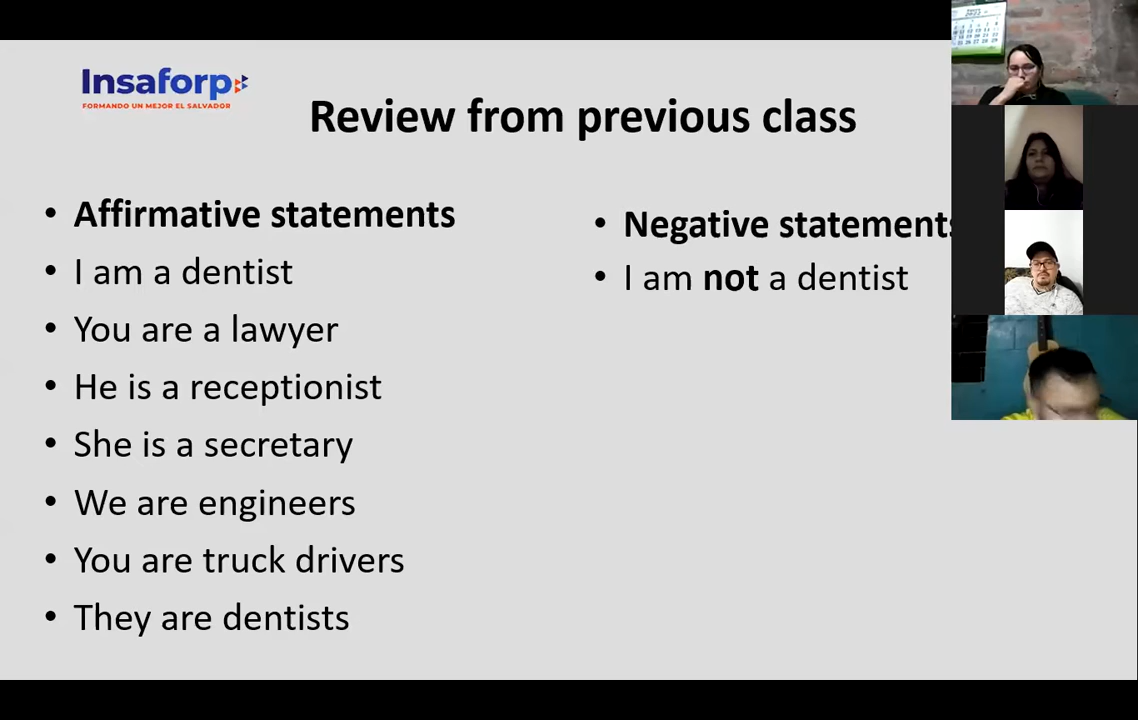 Insaforp
FORMANDO UN MEJOR EL SALVADOR
Review from previous class
• Affirmative statements
• I am a dentist
• You are a lawyer
• He is a receptionist
• She is a secretary
• We are engineers
• You are truck drivers
• They are dentists
• Negative statements
• I am not a dentist